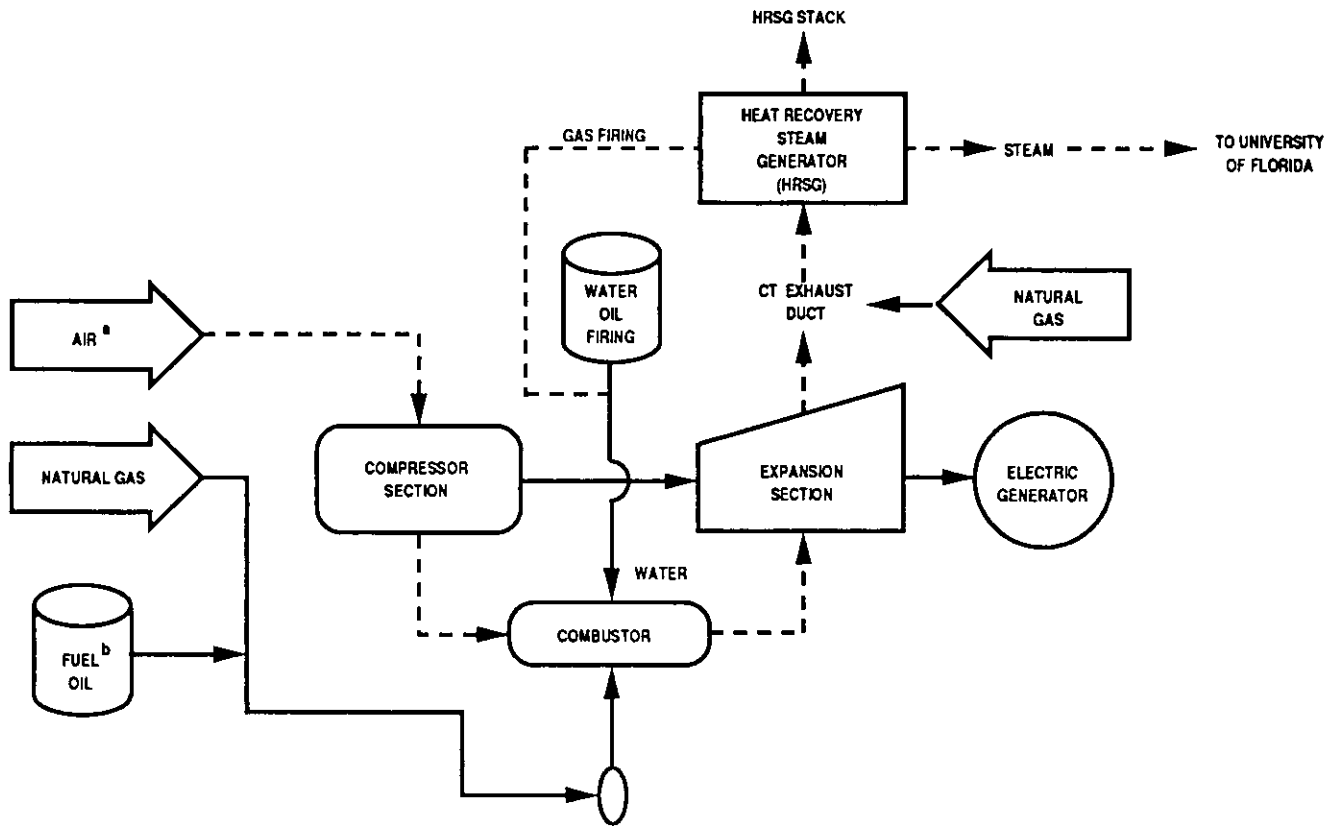 HRSG STACK
HEAT RECOVERY
STEAM
GENERATOR
(HRSG)
GAS FIRING
STEAM
TO UNIVERSITY
OF FLORIDA
WATER
OIL
FIRING
CT EXHAUST
DUCT
NATURAL
GAS
AIR a
NATURAL GAS
COMPRESSOR
SECTION
EXPANSION
SECTION
ELECTRIC
GENERATOR
WATER
COMBUSTOR
FUEL b
OIL